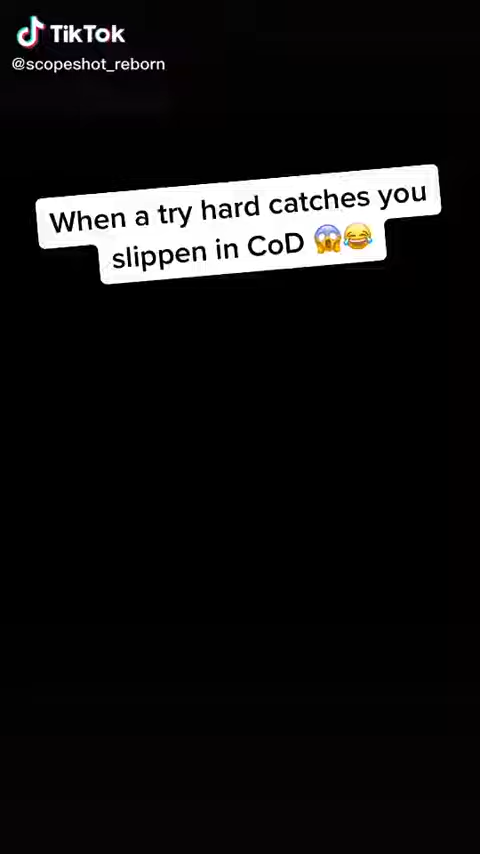 TikTok
@scopeshot_reborn
When a try hard catches you
slippen in CoD 😱😂